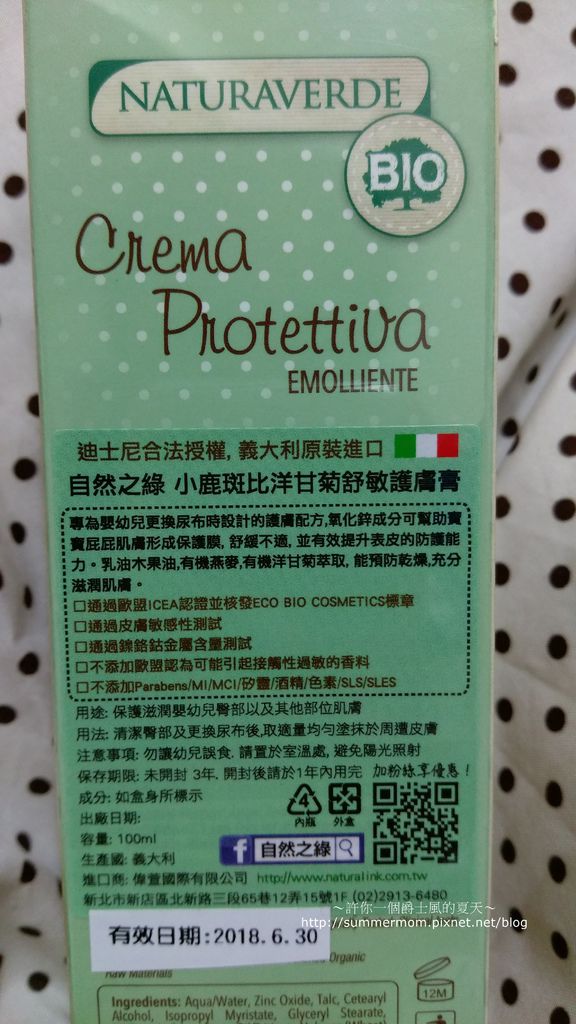 NATURAVERDE
BIO
Crema
Protettiva
EMOLLIENTE
迪士尼合法授權, 義大利原裝進口
自然之綠 小鹿斑比洋甘菊舒敏護膚膏
專為嬰幼兒更換尿布時設計的護膚配方,氧化鋅成分可幫助寶
寶屁屁肌膚形成保護膜, 舒緩不適, 並有效提升表皮的防護能
力。乳油木果油,有機燕麥,有機洋甘菊萃取, 能預防乾燥,充分
滋潤肌膚。
□通過歐盟ICEA認證並核發ECO BIO COSMETICS標章
□通過皮膚敏感性測試
□通過鎳鉻鈷金屬含量測試
□不添加歐盟認為可能引起接觸性過敏的香料
□不添加Parabens/MI/MCI/矽靈/酒精/色素/SLS/SLES
用途: 保護滋潤嬰幼兒臀部以及其他部位肌膚
用法: 清潔臀部及更換尿布後,取適量均勻塗抹於周遭皮膚
注意事項: 勿讓幼兒誤食. 請置於室溫處, 避免陽光照射
保存期限: 未開封 3年. 開封後請於1年內用完 加粉絲享優惠!
成分: 如盒身所標示
出廠日期:
容量: 100ml
生產國: 義大利
4
內瓶 外盒
f 自然之綠
進口商: 偉萱國際有限公司 http://www.naturalink.com.tw
新北市新店區北新路三段65巷12弄15號1F (02)2913-6480
～許你一個爵士風的夏天～
http://summermom.pixnet.net/blog
有效日期:2018.6.30
Organic
Raw Materials
12M
Ingredients: Aqua/Water, Zinc Oxide, Talc, Cetearyl
Alcohol, Isopropyl Myristate, Glyceryl Stearate,